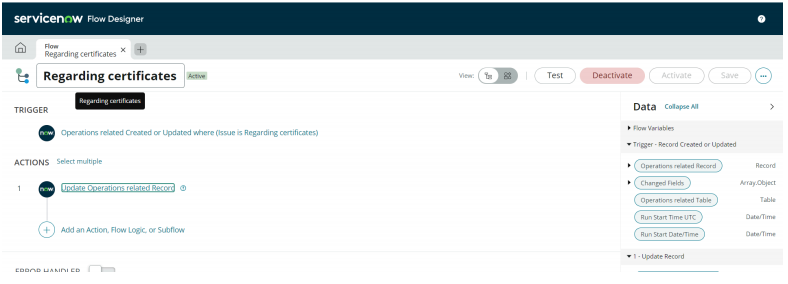 servicenow Flow Designer
?
Flow
Regarding certificates × +
Regarding certificates Active View: Test Deactivate Activate Save ...
Regarding certificates
TRIGGER
now Operations related Created or Updated where (Issue is Regarding certificates)
ACTIONS Select multiple
1 now Update Operations related Record ?
+ Add an Action, Flow Logic, or Subflow
ERROR HANDLER
Data Collapse All
Flow Variables
Trigger - Record Created or Updated
Operations related Record Record
Changed Fields Array.Object
Operations related Table Table
Run Start Time UTC Date/Time
Run Start Date/Time Date/Time
1 - Update Record